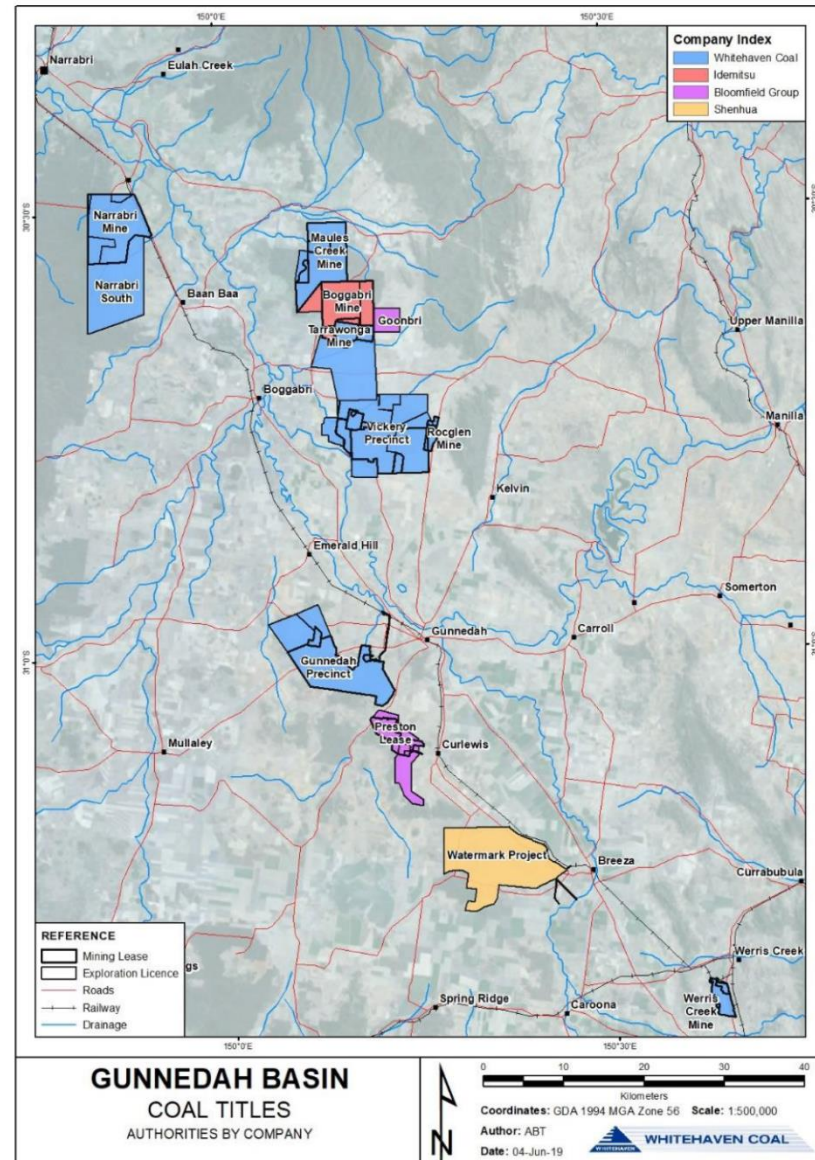 150°0'E
150°30'E
Narrabri
Eulah Creek
Company Index
Whitehaven Coal
Idemitsu
Bloomfield Group
Shenhua
30°30'S
Narrabri
Mine
Narrabri
South
Baan Baa
Maules
Creek
Mine
Boggabri
Mine
Goonbri
Tarrawonga
Mine
Upper Manilla
Boggabri
Vickery
Precinct
Rocglen
Mine
Manilla
Kelvin
Emerald Hill
Somerton
Gunnedah
Carroll
31°0'S
Gunnedah
Precinct
Mullaley
Preston
Lease
Curlewis
Watermark Project
Breeza
Currabubula
REFERENCE
Mining Lease
Exploration Licence
Roads
Railway
Drainage
gs
Werris Creek
Werris
Creek
Mine
Spring Ridge
Caroona
150°0'E
150°30'E
GUNNEDAH BASIN
COAL TITLES
AUTHORITIES BY COMPANY
N
0 10 20 30 40
Kilometers
Coordinates: GDA 1994 MGA Zone 56 Scale: 1:500,000
Author: ABT
Date: 04-Jun-19
WHITEHAVEN
WHITEHAVEN COAL